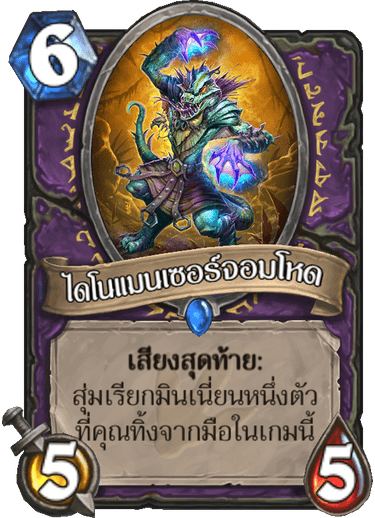 6
ไดโนแมนเซอร์จอมโหด
เสียงสุดท้าย:
สุ่มเรียกมินเนี่ยนหนึ่งตัว
ที่คุณทิ้งจากมือในเกมนี้
5
5